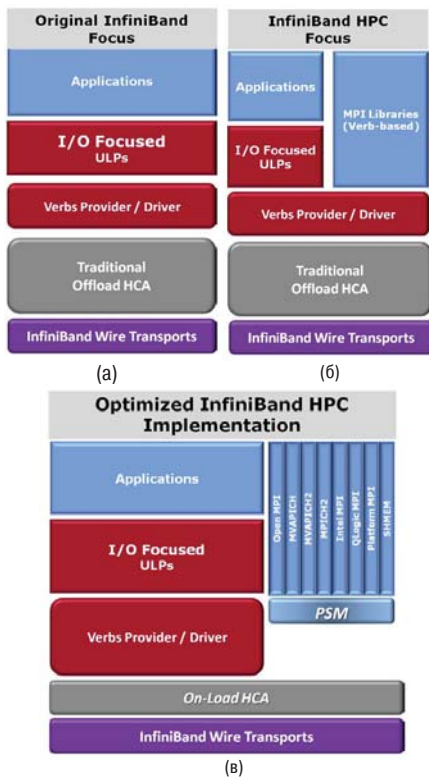 Original InfiniBand
Focus
Applications
I/O Focused
ULPs
Verbs Provider / Driver
Traditional
Offload HCA
InfiniBand Wire Transports
(а)
InfiniBand HPC
Focus
Applications
I/O Focused
ULPs
MPI Libraries
(Verb-based)
Verbs Provider / Driver
Traditional
Offload HCA
InfiniBand Wire Transports
(б)
Optimized InfiniBand HPC
Implementation
Applications
I/O Focused
ULPs
Verbs Provider / Driver
Open MPI
MVAPICH
MVAPICH2
MPICH2
Intel MPI
QLogic MPI
Platform MPI
SHMEM
PSM
On-Load HCA
InfiniBand Wire Transports
(в)